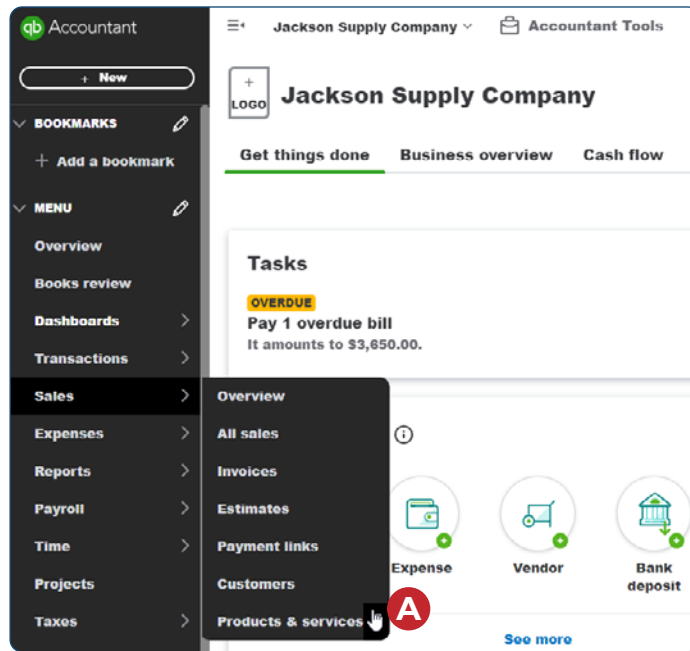 qb Accountant
+ New
BOOKMARKS
+ Add a bookmark
MENU
Overview
Books review
Dashboards
Transactions
Sales
Expenses
Reports
Payroll
Time
Projects
Taxes
Overview
All sales
Invoices
Estimates
Payment links
Customers
Products & services
A
Jackson Supply Company
Accountant Tools
+
LOGO
Jackson Supply Company
Get things done Business overview Cash flow
Tasks
OVERDUE
Pay 1 overdue bill
It amounts to $3,650.00.
Expense
Vendor
Bank
deposit
See more